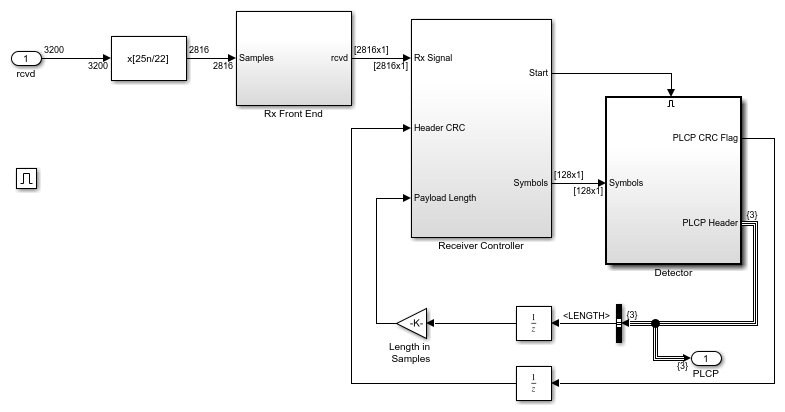 1
rcvd
3200
3200
x[25n/22]
2816
2816
Samples
rcvd
Rx Front End
[2816x1]
[2816x1]
Rx Signal
Start
Header CRC
Symbols
Payload Length
Receiver Controller
[128x1]
[128x1]
PLCP CRC Flag
Symbols
PLCP Header
Detector
{3}
-K-
Length in
Samples
1
z
<LENGTH>
{3}
1
PLCP
{3}
1
z